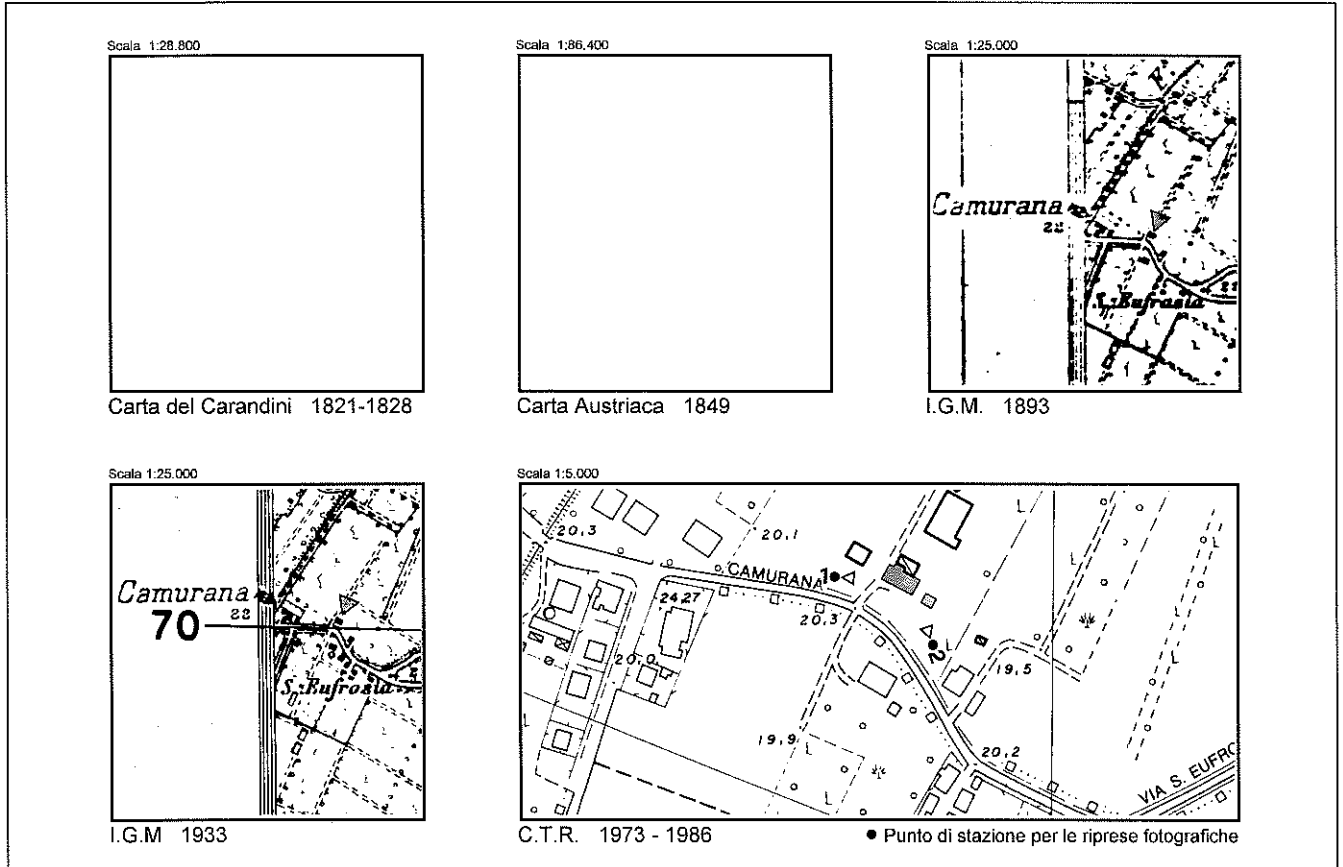 Scala 1:28.800
Scala 1:86.400
Scala 1:25.000
Camurana
22
S. Eufrasia
22
Carta del Carandini 1821-1828
Carta Austriaca 1849
I.G.M. 1893
Scala 1:25.000
Scala 1:5.000
Camurana
70
22
S. Eufrosia
22
20,3
20,1
CAMURANA
1
24.27
20,3
20,0
2
19,5
19,9
20,2
VIA S. EUFRO
L
L
L
L
L
L
L
I.G.M 1933
C.T.R. 1973 - 1986
● Punto di stazione per le riprese fotografiche